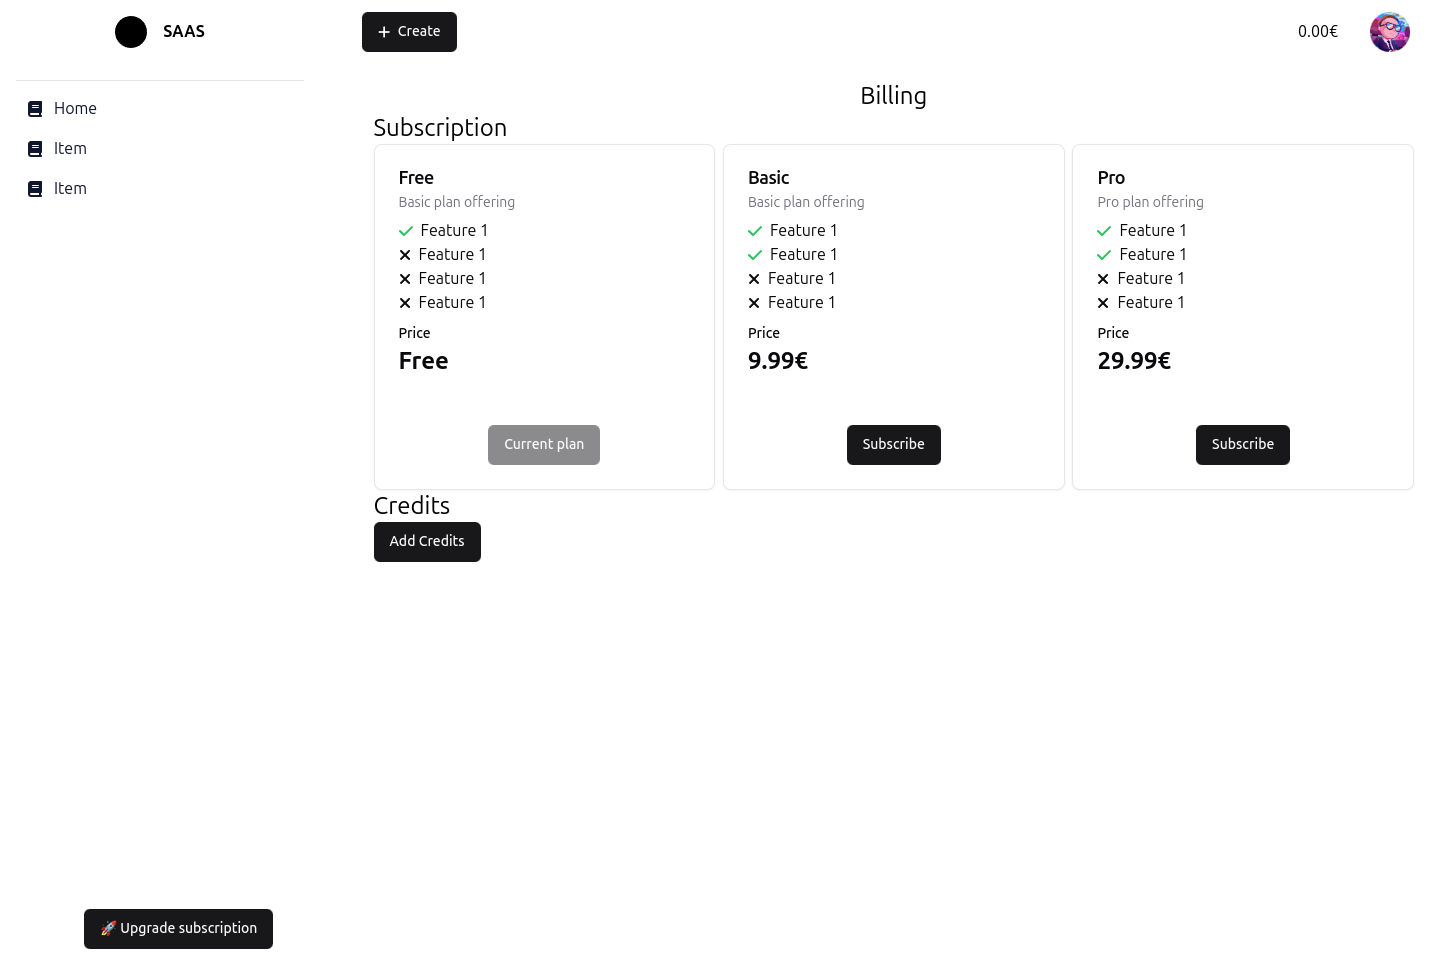 SAAS
Create
0.00€
Home
Item
Item
Billing
Subscription
Free
Basic plan offering
Feature 1
Feature 1
Feature 1
Feature 1
Price
Free
Current plan
Basic
Basic plan offering
Feature 1
Feature 1
Feature 1
Feature 1
Price
9.99€
Subscribe
Pro
Pro plan offering
Feature 1
Feature 1
Feature 1
Feature 1
Price
29.99€
Subscribe
Credits
Add Credits
🚀 Upgrade subscription